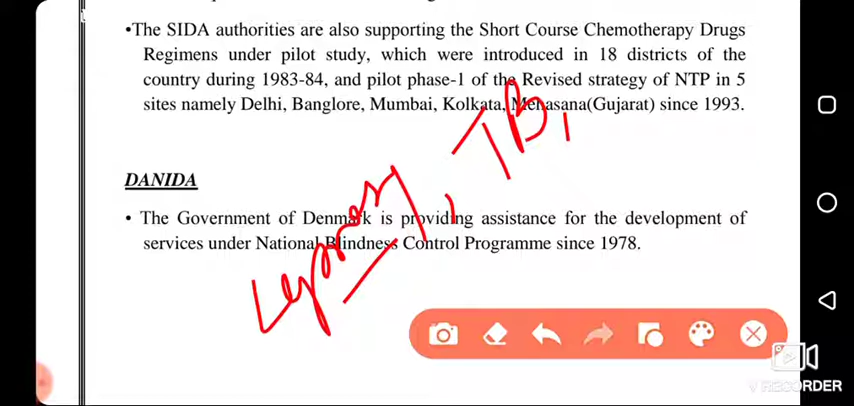 •The SIDA authorities are also supporting the Short Course Chemotherapy Drugs
Regimens under pilot study, which were introduced in 18 districts of the
country during 1983-84, and pilot phase-1 of the Revised strategy of NTP in 5
sites namely Delhi, Banglore, Mumbai, Kolkata, Mehasana(Gujarat) since 1993.
TB,
Leprosy,
DANIDA
• The Government of Denmark is providing assistance for the development of
services under National Blindness Control Programme since 1978.
V RECORDER